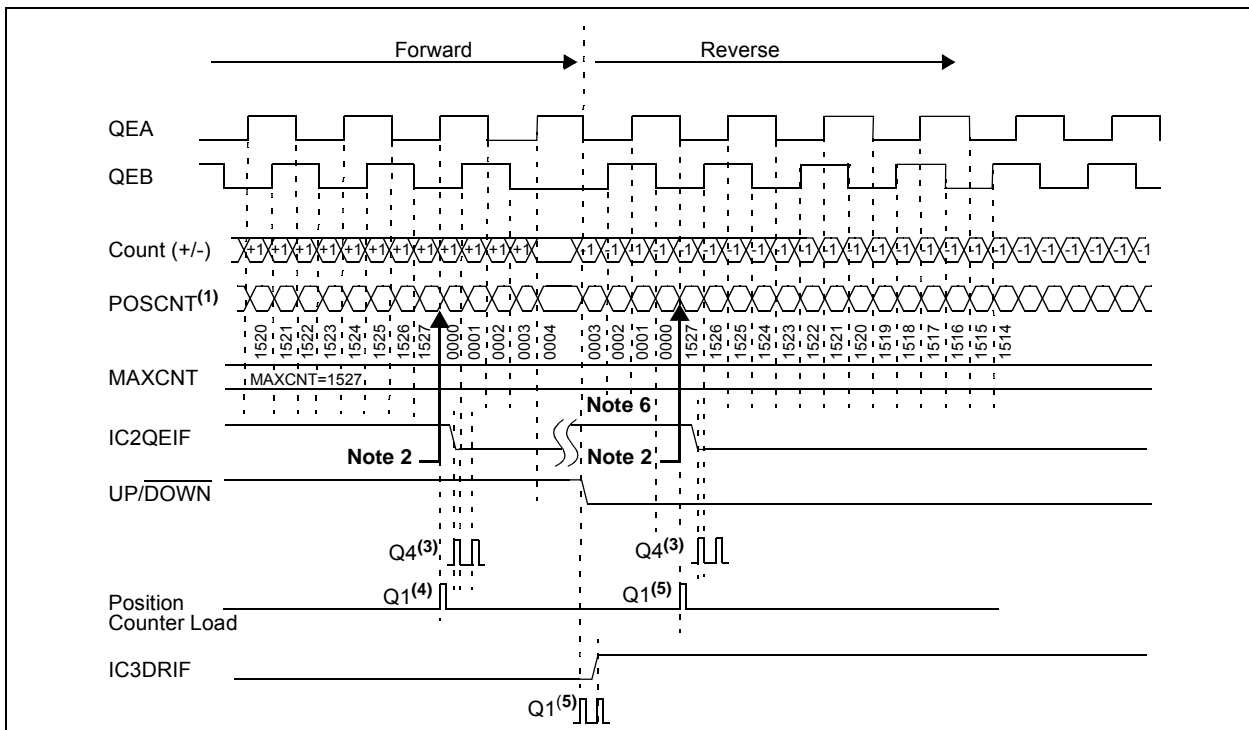 Forward Reverse
QEA
QEB
Count (+/-) +1 +1 +1 +1 +1 +1 +1 +1 +1 +1 +1 +1 -1 -1 -1 -1 -1 -1 -1 -1 -1 -1 -1 -1 -1 -1 -1 -1 -1 -1 -1 -1 -1 -1 -1 -1
POSCNT(1)
1520 1521 1522 1523 1524 1525 1526 1527 0000 0001 0002 0003 0004 0003 0002 0001 0000 1527 1526 1525 1524 1523 1522 1521 1520 1519 1518 1517 1516 1515 1514
MAXCNT MAXCNT=1527
Note 6
IC2QEIF
Note 2 Note 2
UP/DOWN
Q4(3) Q4(3)
Q1(4) Q1(5)
Position
Counter Load
IC3DRIF
Q1(5)